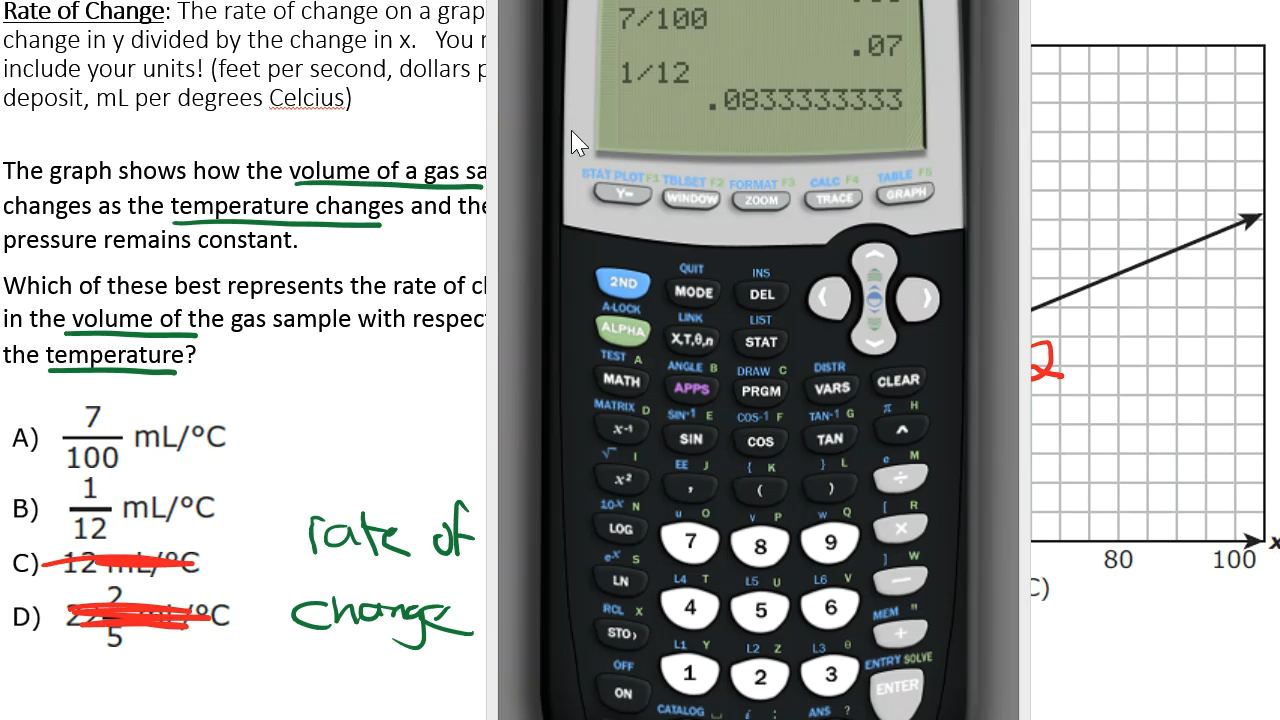 Rate of Change: The rate of change on a grap
change in y divided by the change in x. You
include your units! (feet per second, dollars
deposit, mL per degrees Celcius)
The graph shows how the volume of a gas sa
changes as the temperature changes and the
pressure remains constant.
Which of these best represents the rate of c
in the volume of the gas sample with respec
the temperature?
A) 7/100 mL/°C
B) 1/12 mL/°C
C) 12 mL/°C
D) 22 2/5 mL/°C
rate of
change
7/100
.07
1/12
.0833333333
STAT PLOT F1 TBLSET F2 FORMAT F3 CALC F4 TABLE F5
Y= WINDOW ZOOM TRACE GRAPH
QUIT INS
2ND MODE DEL
A-LOCK LINK LIST
ALPHA X,T,θ,n STAT
TEST A ANGLE B DRAW C DISTR
MATH APPS PRGM VARS CLEAR
MATRIX D SIN-1 E COS-1 F TAN-1 G π H
x-1 SIN COS TAN ^
√ I EE J { K } L e M
x² , ( ) ÷
10x N u O v P w Q [ R
LOG 7 8 9 ×
ex S L4 T L5 U L6 V ] W
LN 4 5 6 −
RCL X L1 Y L2 Z L3 θ MEM "
STO› 1 2 3 +
OFF CATALOG i : ANS ? ENTRY SOLVE
ON ENTER
2
80 100 x
C)